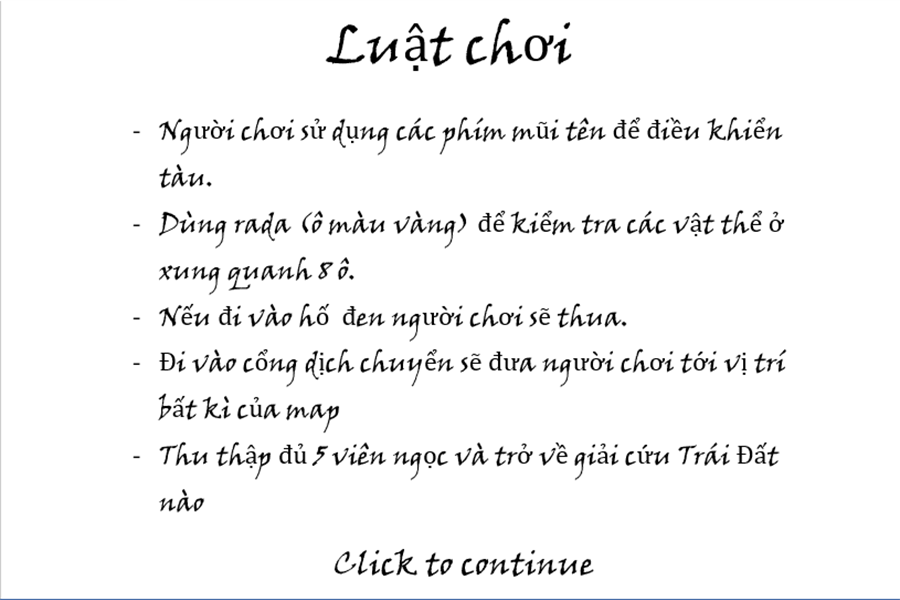 Luật chơi
- Người chơi sử dụng các phím mũi tên để điều khiển
tàu.
- Dùng rada (ô màu vàng) để kiểm tra các vật thể ở
xung quanh 8 ô.
- Nếu đi vào hố đen người chơi sẽ thua.
- Đi vào cổng dịch chuyển sẽ đưa người chơi tới vị trí
bất kì của map
- Thu thập đủ 5 viên ngọc và trở về giải cứu Trái Đất
nào
Click to continue